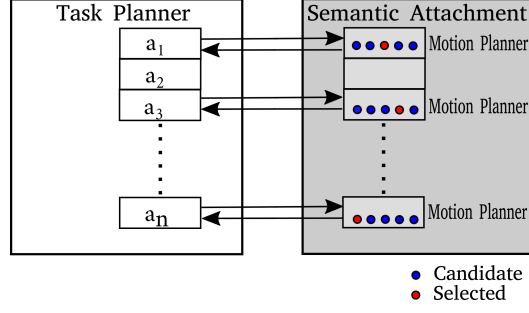 Task Planner
Semantic Attachment
a1
Motion Planner
a2
a3
Motion Planner
an
Motion Planner
Candidate
Selected